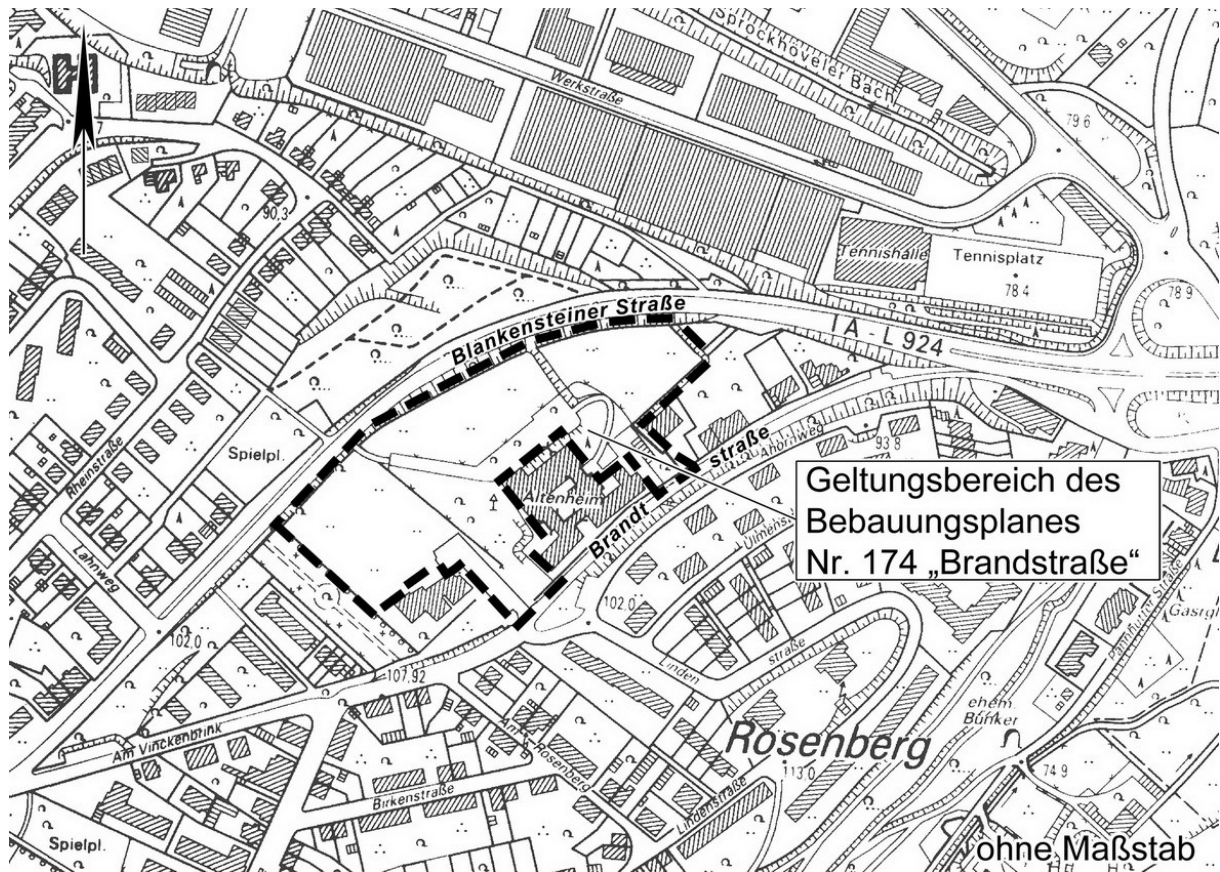 Sprockhöveler Bach
Werkstraße
79 6
7
90,3
Tennishalle
Tennisplatz
78 4
78 9
Blankensteiner Straße
L 924
Spielpl.
Rheinstraße
Altenheim
Brandt
straße
Ahornweg
93 8
Geltungsbereich des
Bebauungsplanes
Nr. 174 „Brandstraße“
Lahnweg
102,0
102,0
Linden
straße
107,92
Am Vinckenbrink
Am Rosenberg
Rosenberg
ehem.
Bunker
74 9
113,0
Birkenstraße
Lindenstraße
Spielpl.
ohne Maßstab